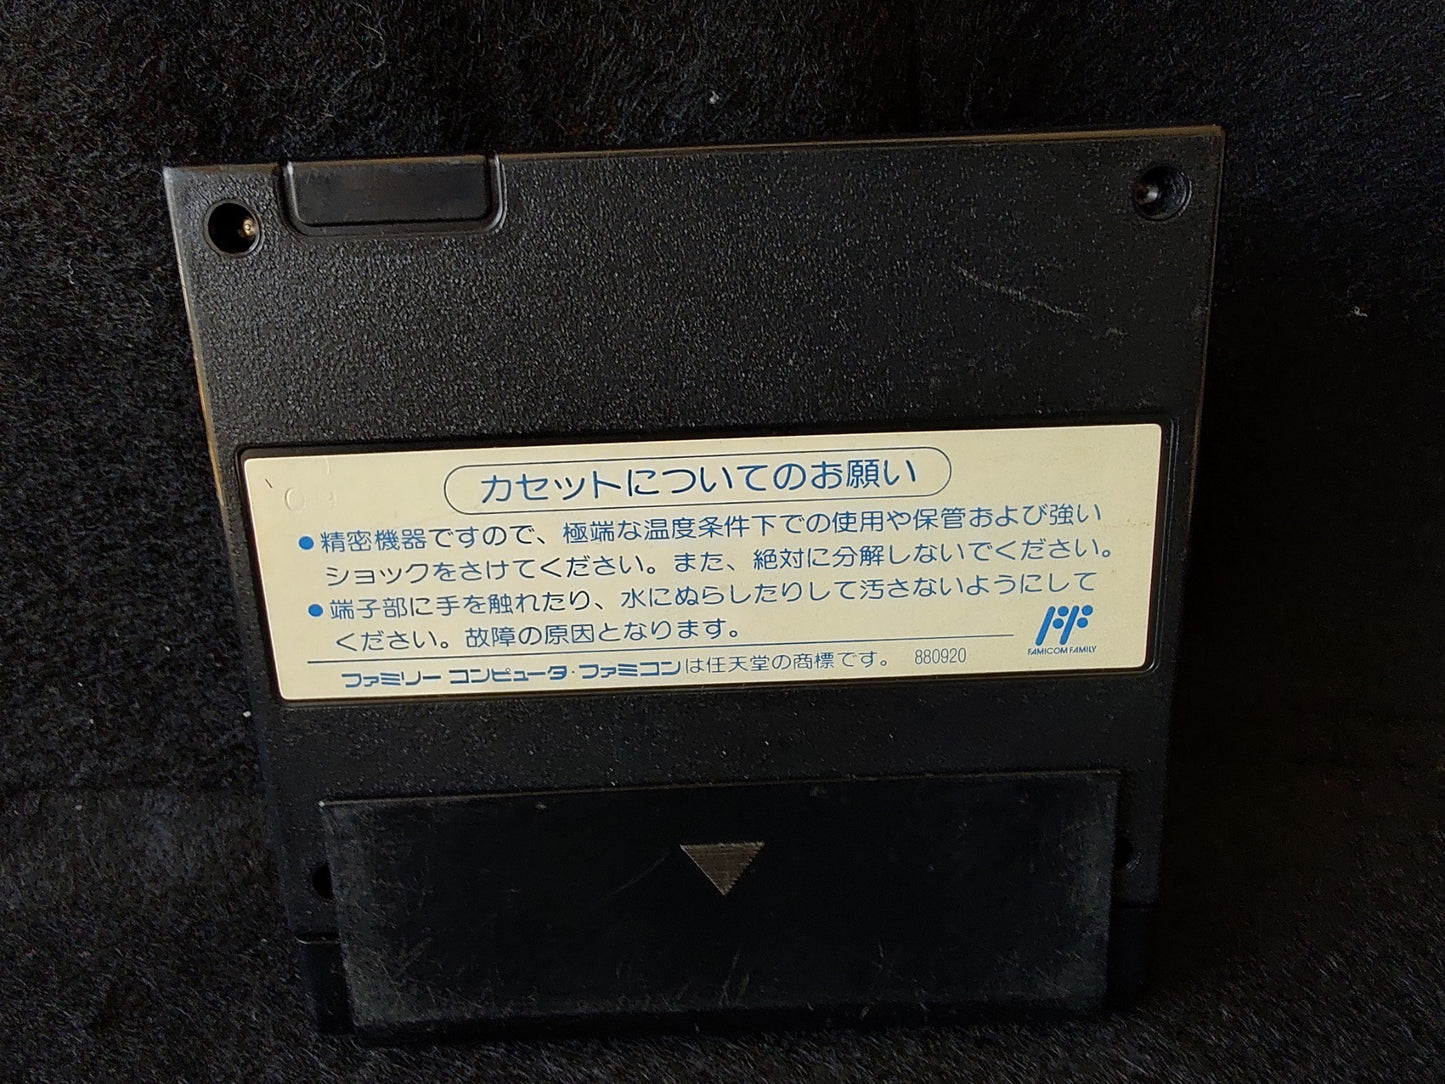 カセットについてのお願い
●精密機器ですので、極端な温度条件下での使用や保管および強い
ショックをさけてください。また、絶対に分解しないでください。
●端子部に手を触れたり、水にぬらしたりして汚さないようにして
ください。故障の原因となります。
FF
FAMICOM FAMILY
ファミリー コンピュータ・ファミコンは任天堂の商標です。 880920